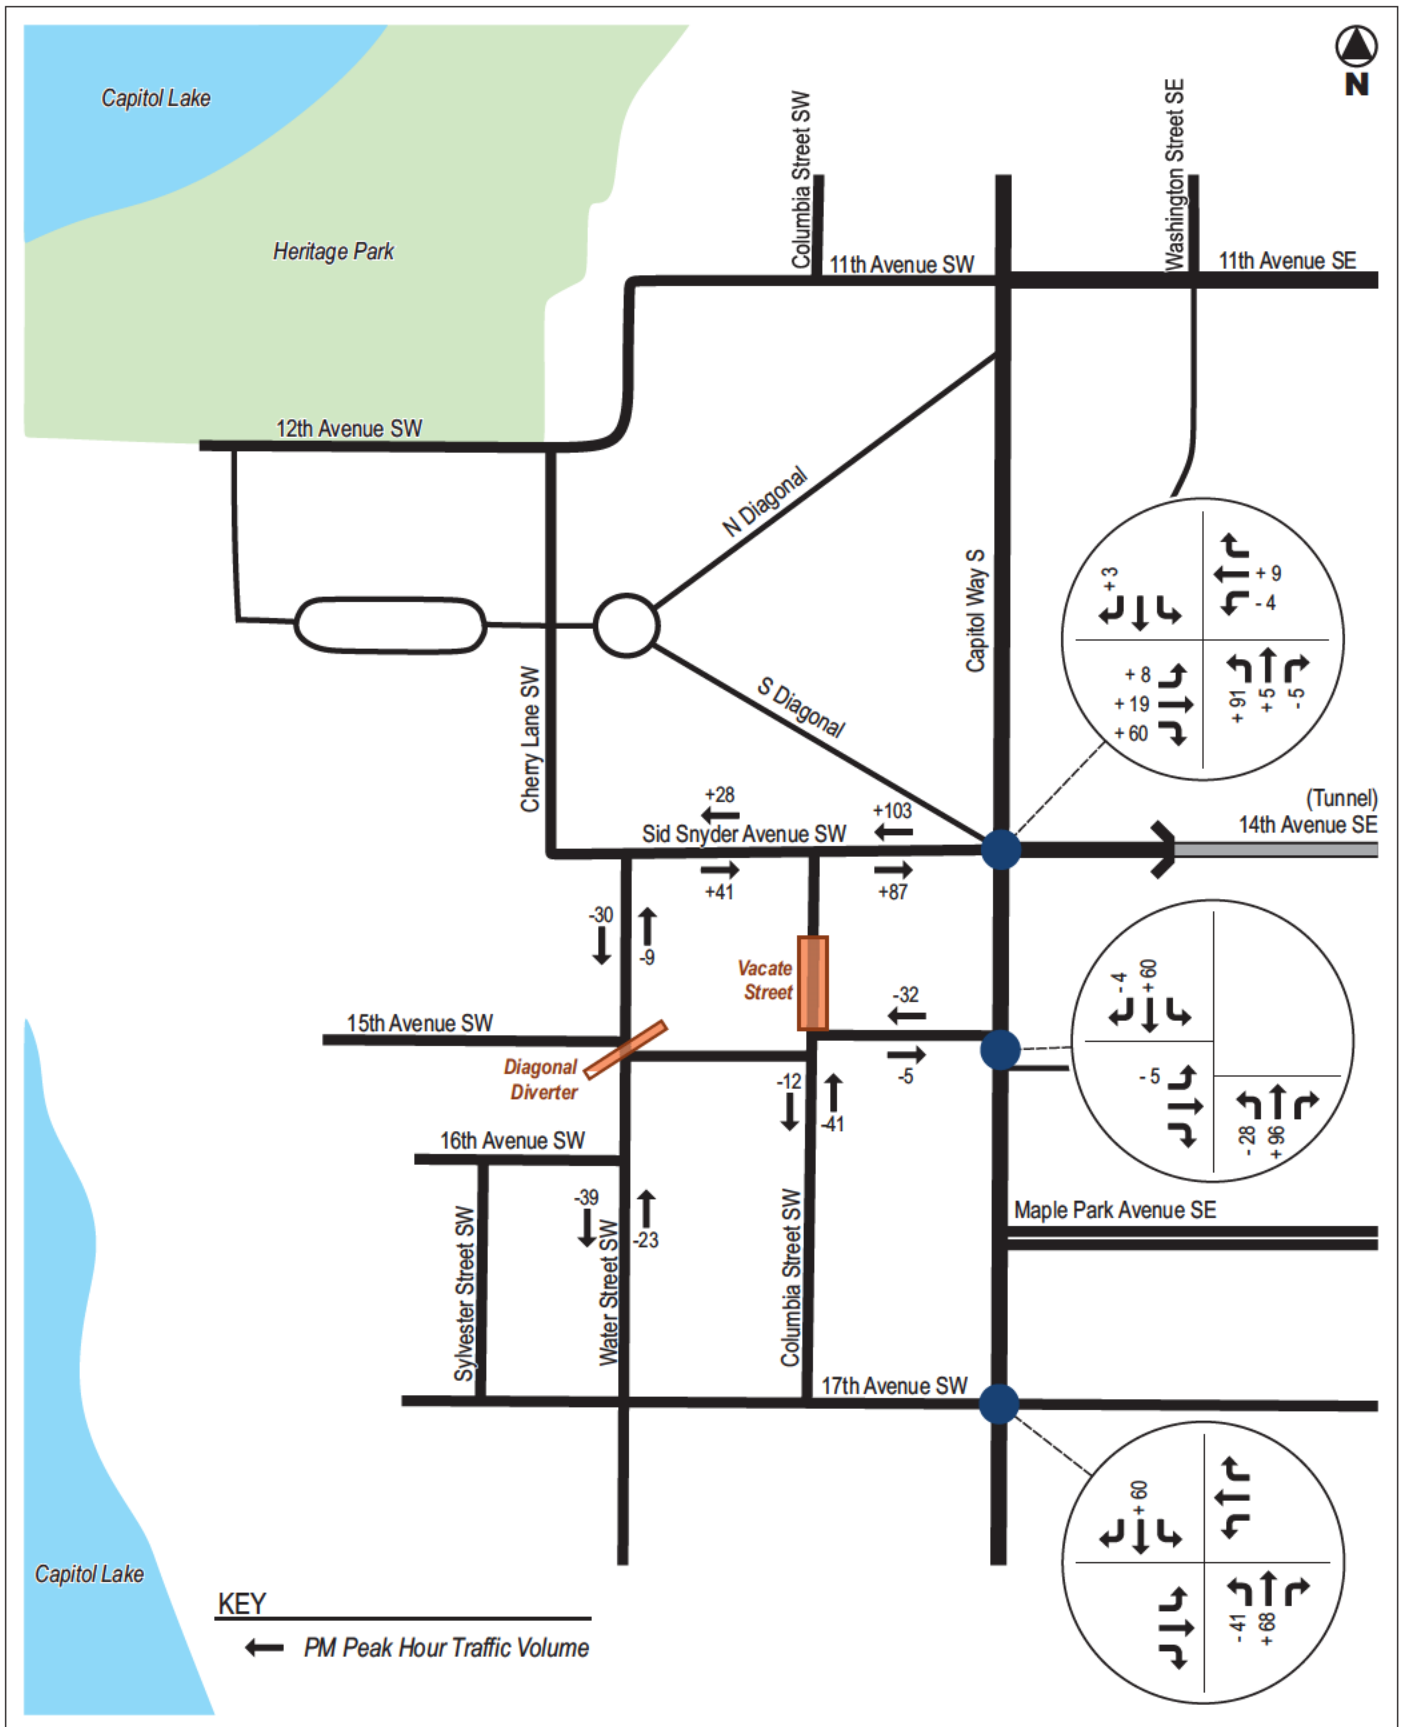 Capitol Lake
N
Columbia Street SW
Washington Street SE
Heritage Park
11th Avenue SW
11th Avenue SE
12th Avenue SW
N Diagonal
Capitol Way S
+ 3
+ 9
- 4
+ 8
+ 19
+ 60
+ 91
+ 5
- 5
S Diagonal
Cherry Lane SW
+28
+103
(Tunnel)
14th Avenue SE
Sid Snyder Avenue SW
+41
+87
-30
-9
Vacate
Street
-32
- 4
+ 60
15th Avenue SW
Diagonal
Diverter
-12
-5
-41
- 5
- 28
+ 96
16th Avenue SW
-39
-23
Sylvester Street SW
Water Street SW
Columbia Street SW
Maple Park Avenue SE
17th Avenue SW
+ 60
- 41
+ 68
Capitol Lake
KEY
PM Peak Hour Traffic Volume